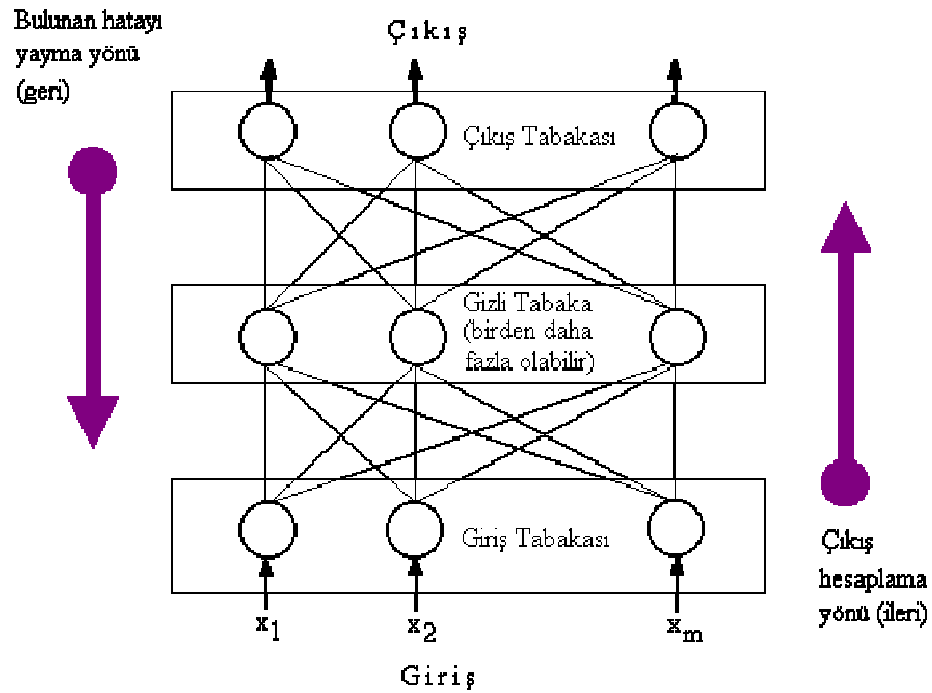 Bulunan hatayı
yayma yönü
(geri)
Çıkış
Çıkış Tabakası
Gizli Tabaka
(birden daha
fazla olabilir)
Giriş Tabakası
Çıkış
hesaplama
yönü (ileri)
x1 x2 xm
Giriş